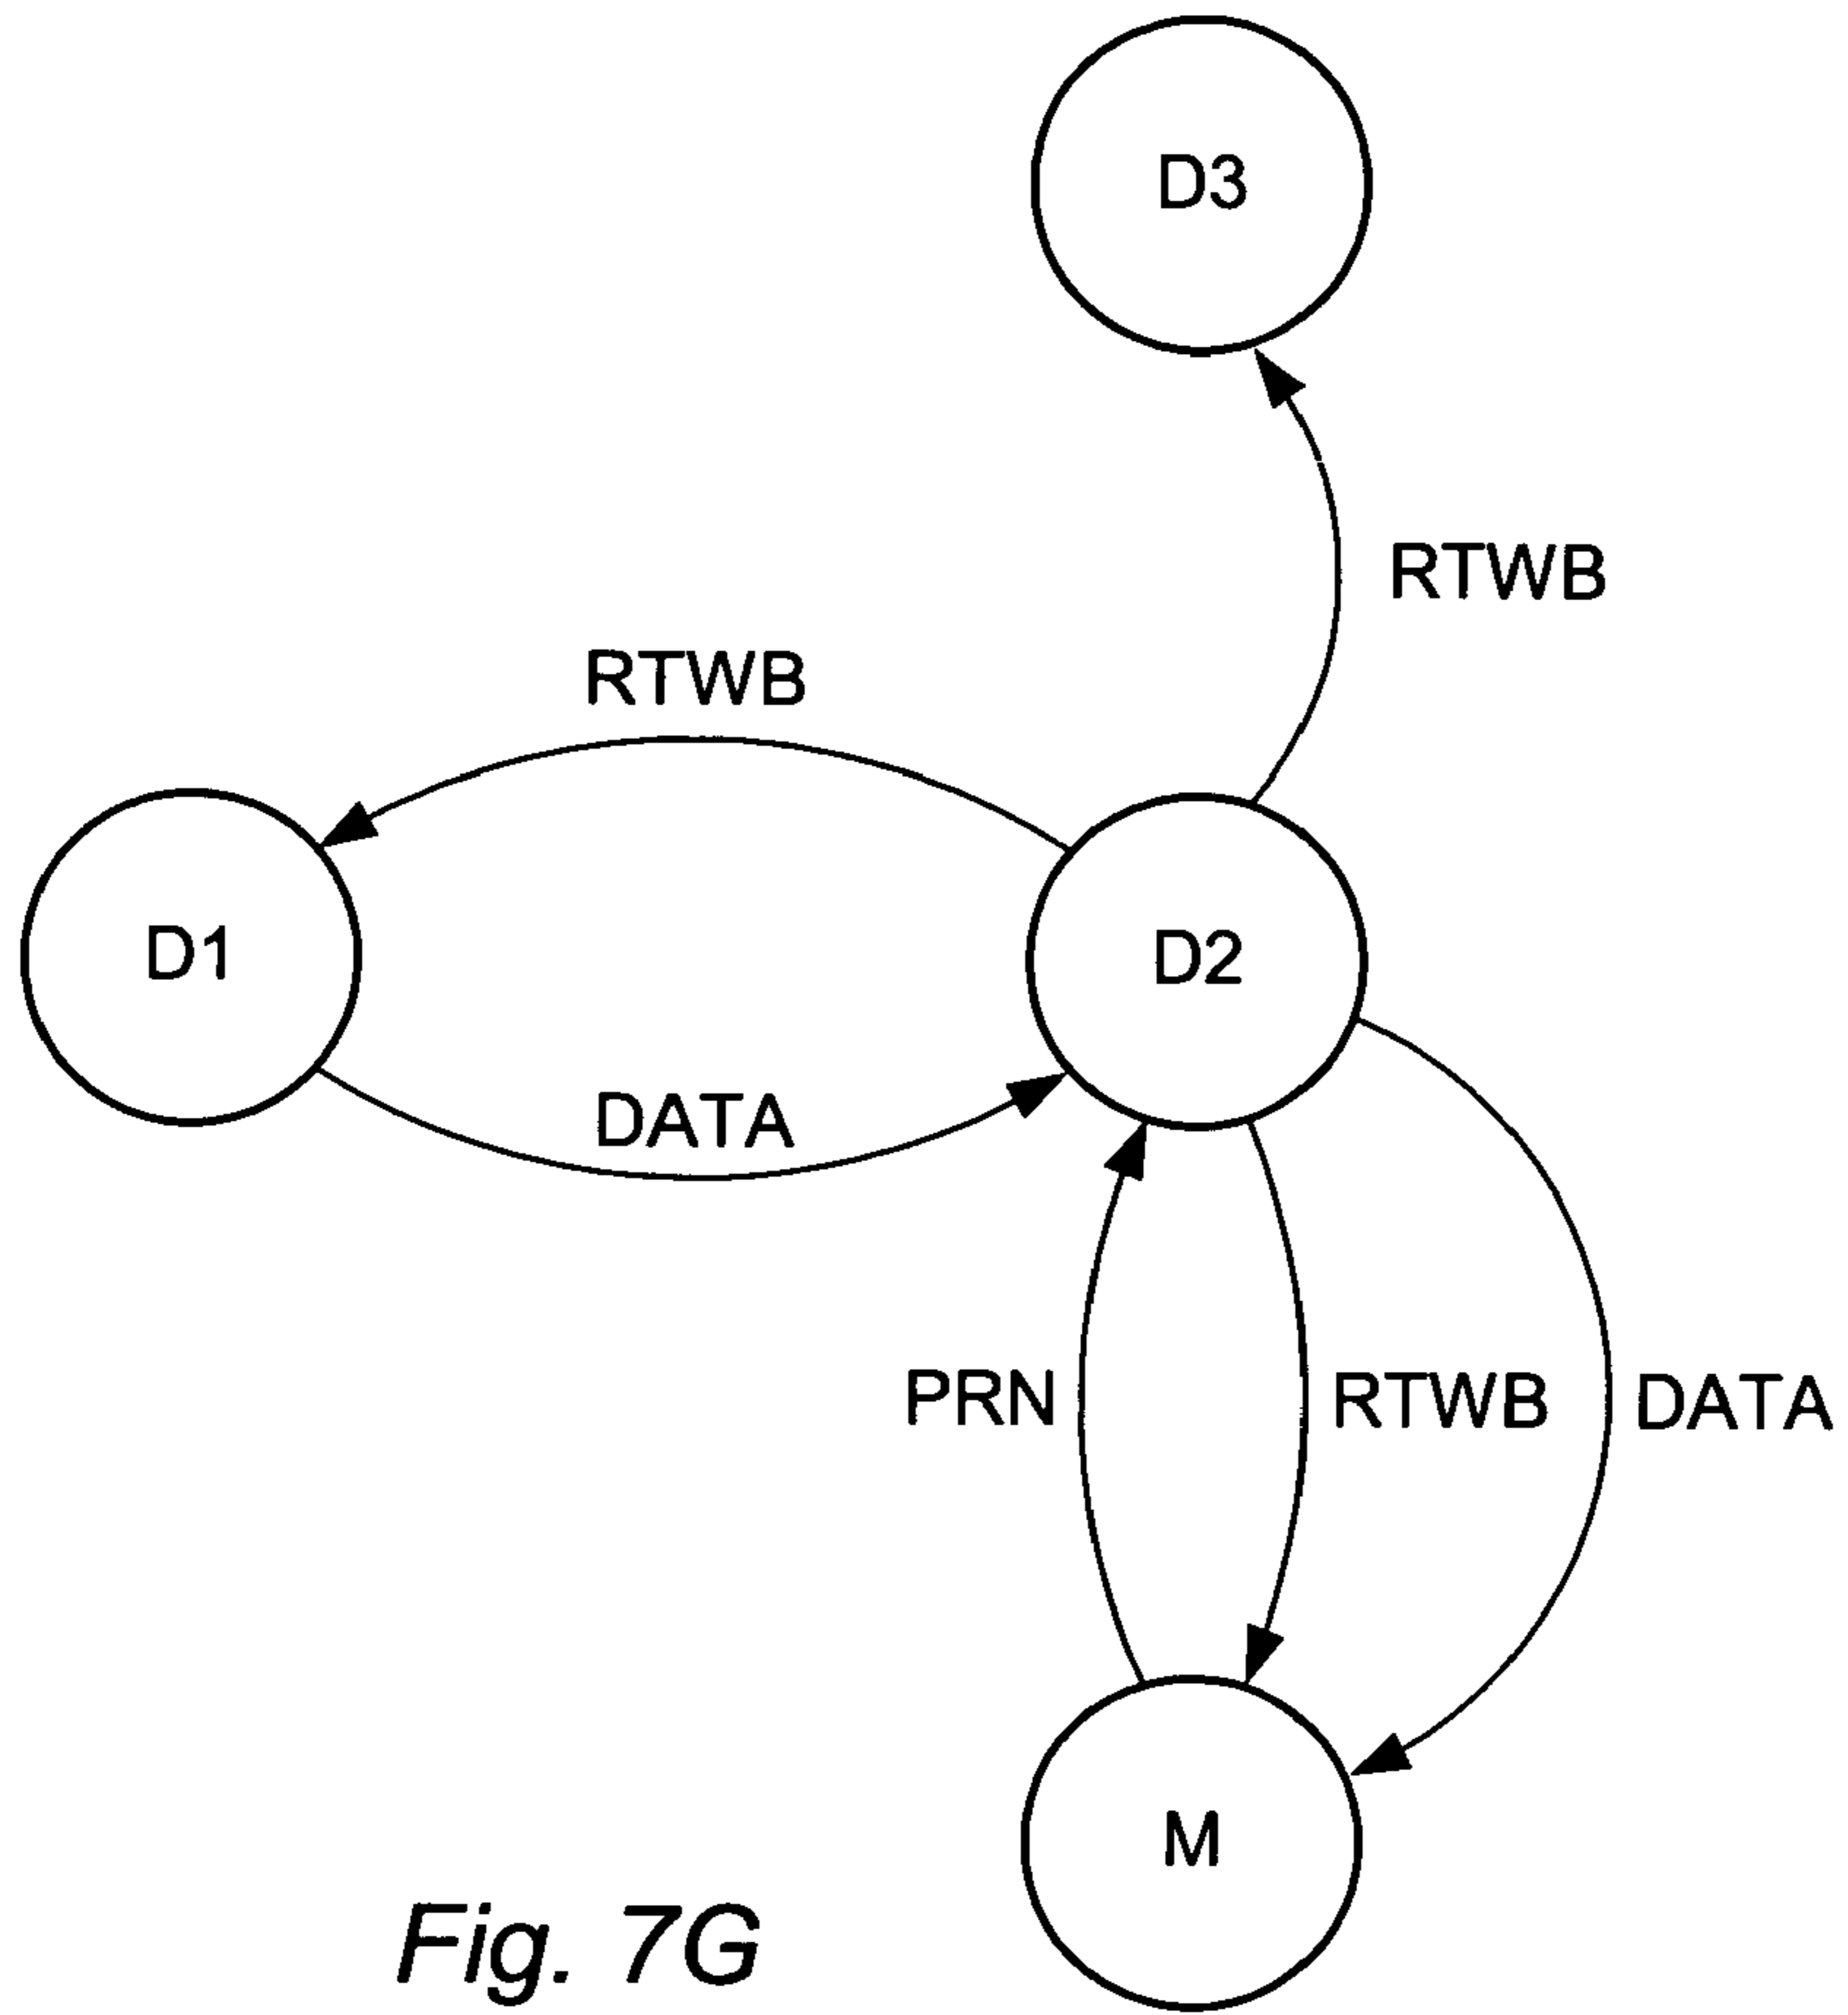 D3
RTWB
RTWB
D1
D2
DATA
PRN
RTWB
DATA
M
Fig. 7G